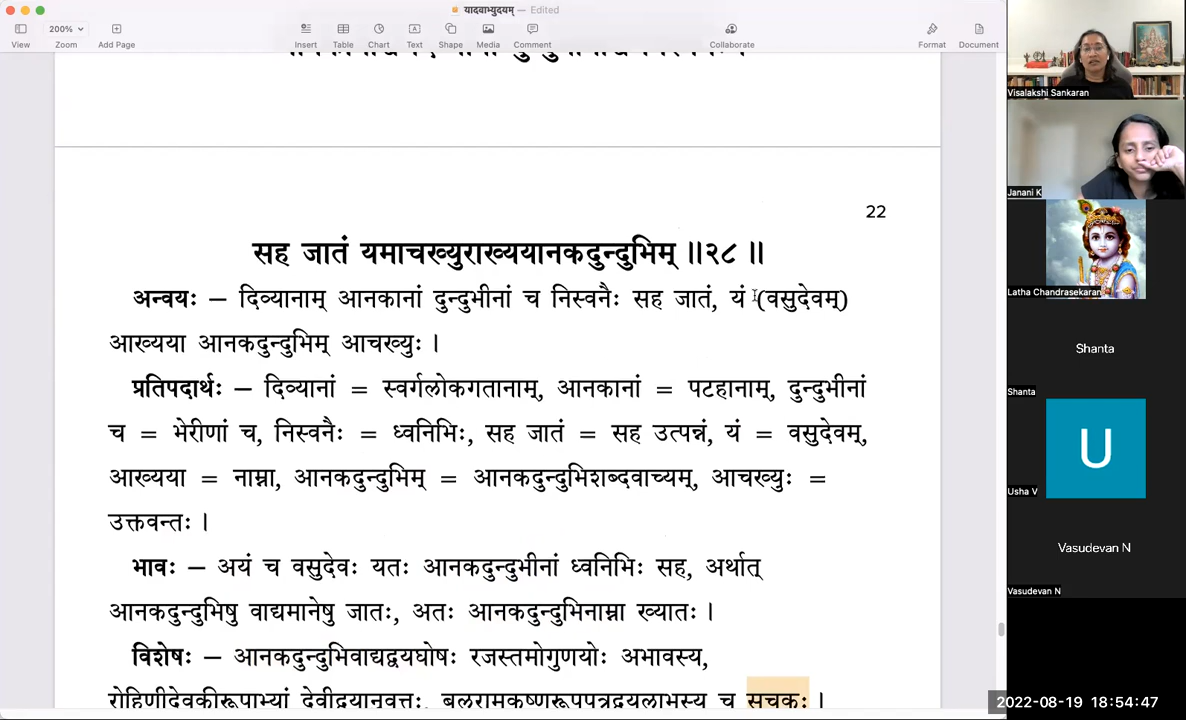 यादवाभ्युदयम् — Edited
200%
View
Zoom
Add Page
Insert
Table
Chart
Text
Shape
Media
Comment
Collaborate
Format
Document
22
सह जातं यमाचख्युराख्ययानकदुन्दुभिम् ॥२८॥
अन्वयः – दिव्यानाम् आनकानां दुन्दुभीनां च निस्वनैः सह जातं, यं (वसुदेवम्)
आख्यया आनकदुन्दुभिम् आचख्युः ।
प्रतिपदार्थः – दिव्यानां = स्वर्गलोकगतानाम्, आनकानां = पटहानाम्, दुन्दुभीनां
च = भेरीणां च, निस्वनैः = ध्वनिभिः, सह जातं = सह उत्पन्नं, यं = वसुदेवम्,
आख्यया = नाम्ना, आनकदुन्दुभिम् = आनकदुन्दुभिशब्दवाच्यम्, आचख्युः =
उक्तवन्तः ।
भावः – अयं च वसुदेवः यतः आनकदुन्दुभीनां ध्वनिभिः सह, अर्थात्
आनकदुन्दुभिषु वाद्यमानेषु जातः, अतः आनकदुन्दुभिनाम्ना ख्यातः ।
विशेषः – आनकदुन्दुभिवाद्यद्वयघोषः रजस्तमोगुणयोः अभावस्य,
रोहिणीदेवकीरूपाभ्यां च
Visalakshi Sankaran
Janani K
Latha Chandrasekaran
Shanta
Shanta
U
Usha V
Vasudevan N
Vasudevan N
2022-08-19 18:54:47